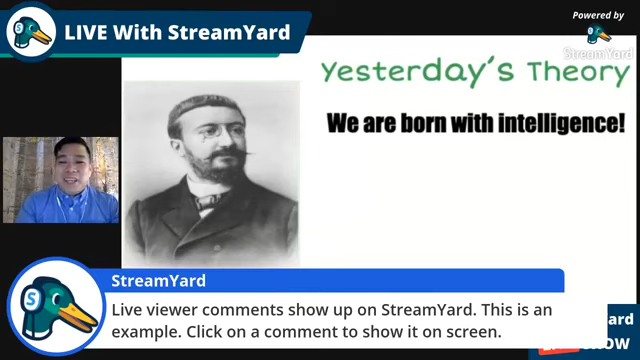 LIVE With StreamYard
Powered by
StreamYard
Yesterday's Theory
We are born with intelligence!
S
StreamYard
Live viewer comments show up on StreamYard. This is an
example. Click on a comment to show it on screen.
S